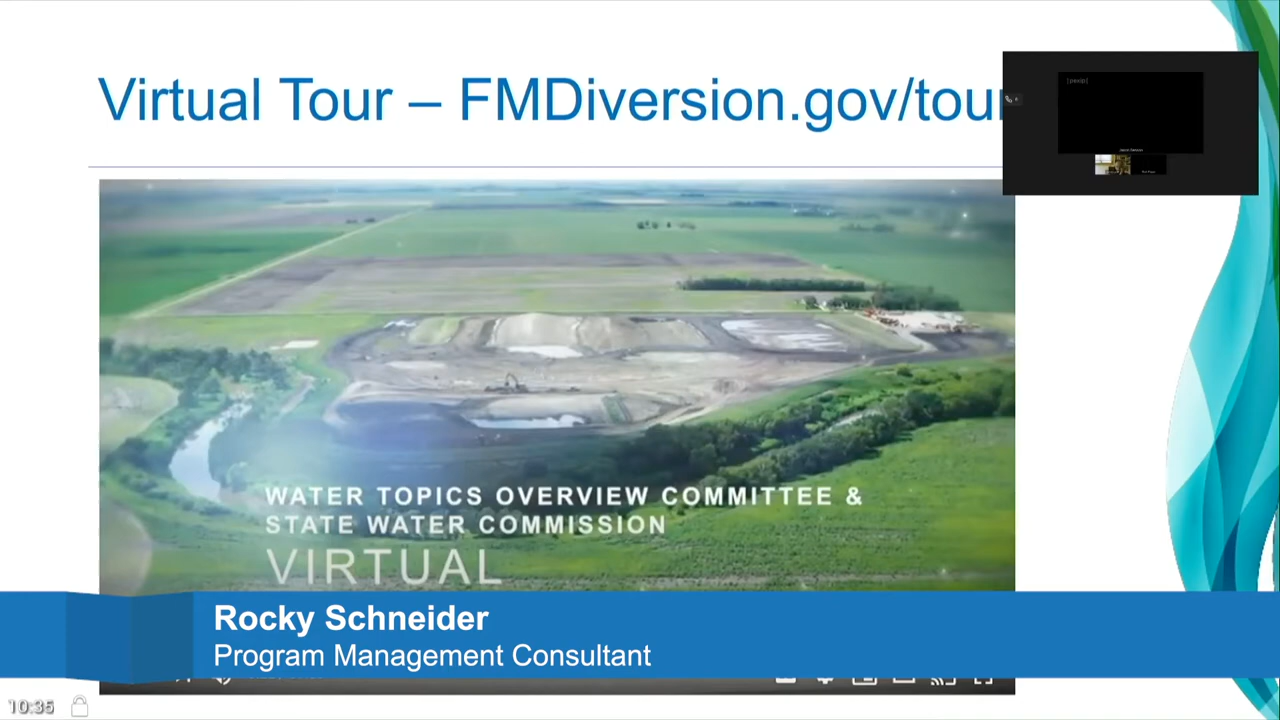 Virtual Tour – FMDiversion.gov/tour
[pexip]
WATER TOPICS OVERVIEW COMMITTEE &
STATE WATER COMMISSION
VIRTUAL
Rocky Schneider
Program Management Consultant
10:35